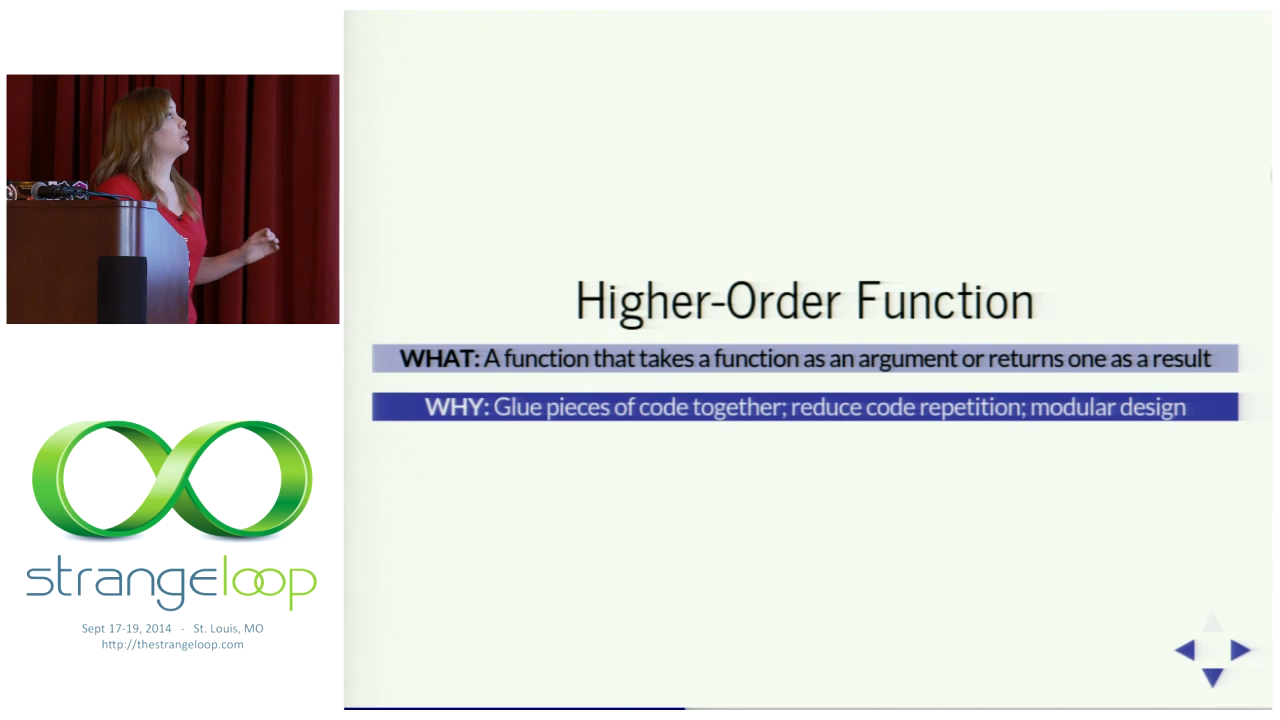 Higher-Order Function
WHAT: A function that takes a function as an argument or returns one as a result
WHY: Glue pieces of code together; reduce code repetition; modular design
strangeloop
Sept 17-19, 2014 - St. Louis, MO
http://thestrangeloop.com